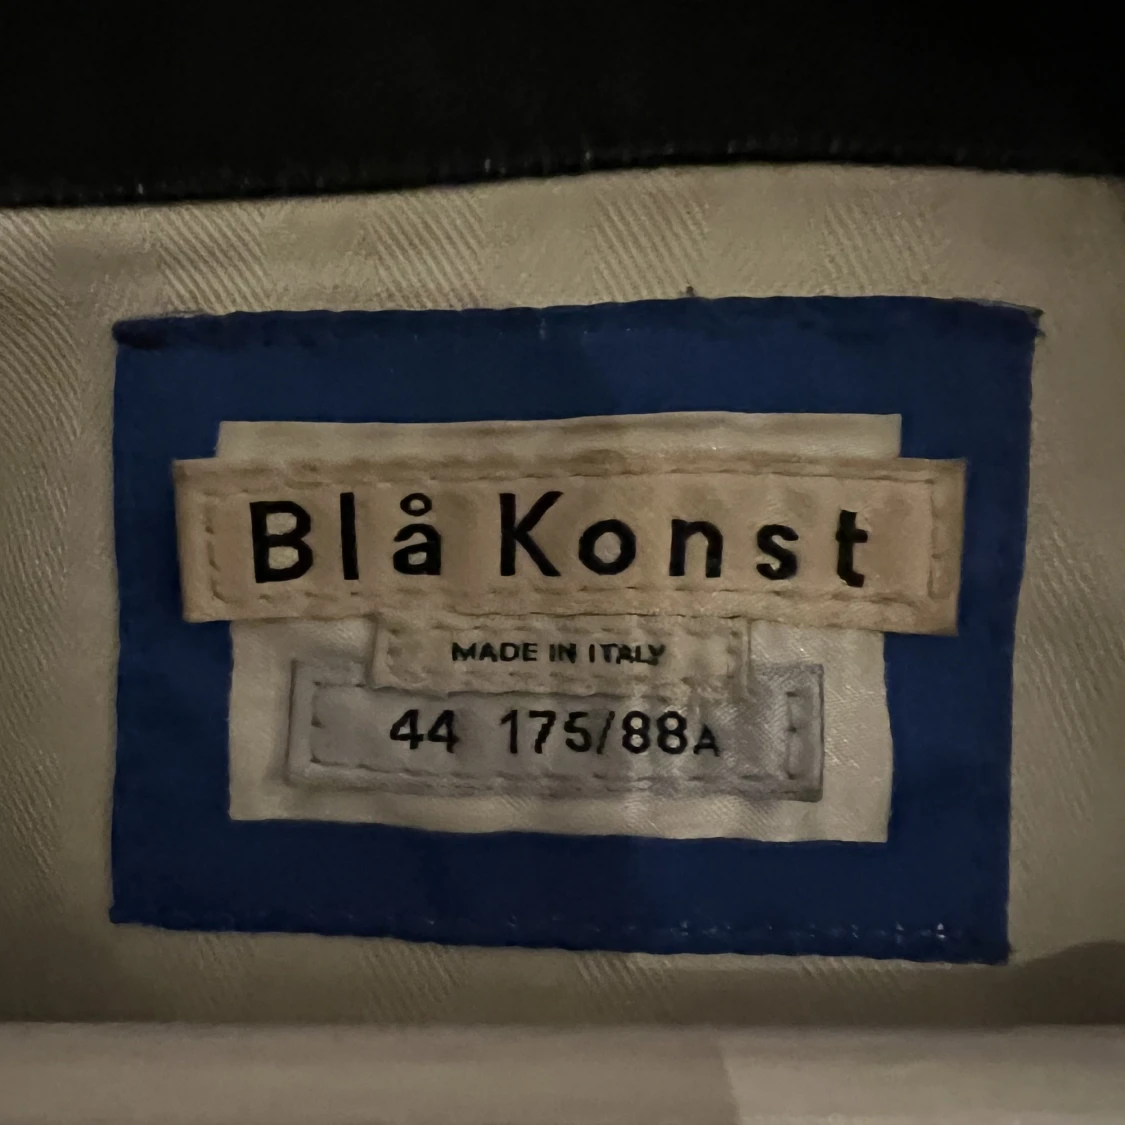 Blå Konst
MADE IN ITALY
44 175/88A